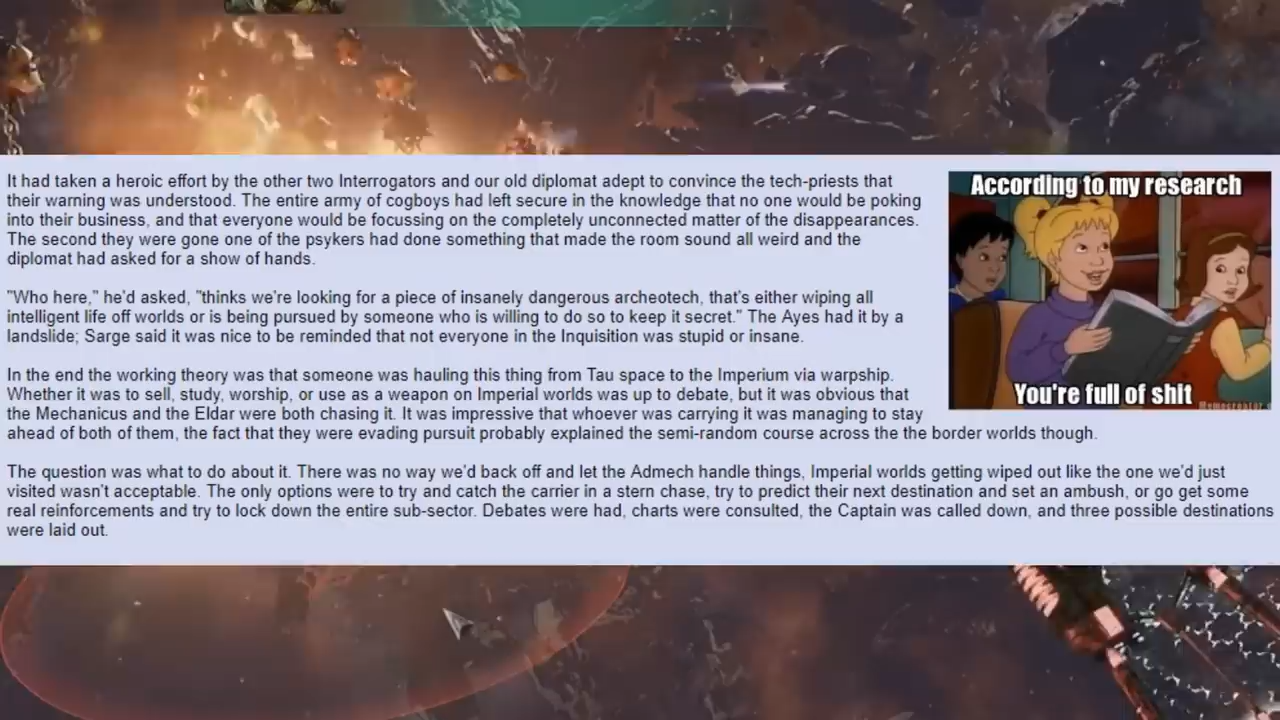 It had taken a heroic effort by the other two Interrogators and our old diplomat adept to convince the tech-priests that
their warning was understood. The entire army of cogboys had left secure in the knowledge that no one would be poking
into their business, and that everyone would be focussing on the completely unconnected matter of the disappearances.
The second they were gone one of the psykers had done something that made the room sound all weird and the
diplomat had asked for a show of hands.
"Who here," he'd asked, "thinks we're looking for a piece of insanely dangerous archeotech, that's either wiping all
intelligent life off worlds or is being pursued by someone who is willing to do so to keep it secret." The Ayes had it by a
landslide; Sarge said it was nice to be reminded that not everyone in the Inquisition was stupid or insane.
In the end the working theory was that someone was hauling this thing from Tau space to the Imperium via warpship.
Whether it was to sell, study, worship, or use as a weapon on Imperial worlds was up to debate, but it was obvious that
the Mechanicus and the Eldar were both chasing it. It was impressive that whoever was carrying it was managing to stay
ahead of both of them, the fact that they were evading pursuit probably explained the semi-random course across the the border worlds though.
The question was what to do about it. There was no way we'd back off and let the Admech handle things, Imperial worlds getting wiped out like the one we'd just
visited wasn't acceptable. The only options were to try and catch the carrier in a stern chase, try to predict their next destination and set an ambush, or go get some
real reinforcements and try to lock down the entire sub-sector. Debates were had, charts were consulted, the Captain was called down, and three possible destinations
were laid out.
According to my research
You're full of shit